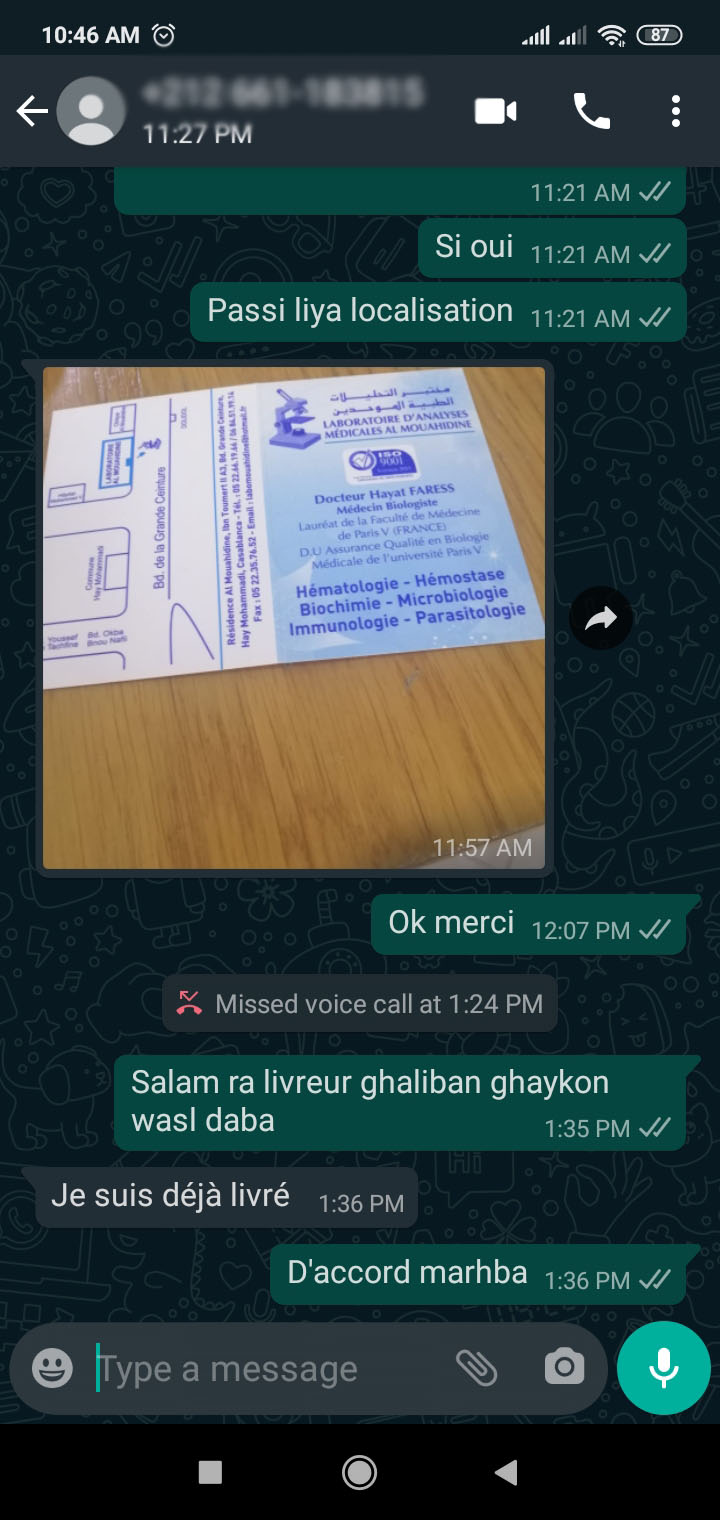 10:46 AM
87
11:27 PM
11:21 AM
Si oui 11:21 AM
Passi liya localisation 11:21 AM
LABORATOIRE
AL MOUAHIDINE
Bd. de la Grande Ceinture
Commune
Hay Mohammadi
Youssef
Tachfine
Bd. Okba
Bnou Nafii
Résidence Al Mouahidine, Ibn Toumert II A3, Bd. Grande Ceinture,
Hay Mohammadi, Casablanca - Tél. : 05 22.66.19.66 / 06 64.51.99.14
Fax : 05 22.35.76.52 - Email : labomouahidine@hotmail.fr
مختبر التحليلات
الطبية الموحدين
LABORATOIRE D'ANALYSES
MÉDICALES AL MOUAHIDINE
ISO
9001
Docteur Hayat FARESS
Médecin Biologiste
Lauréat de la Faculté de Médecine
de Paris V (FRANCE)
D.U Assurance Qualité en Biologie
Médicale de l'université Paris V
Hématologie - Hémostase
Biochimie - Microbiologie
Immunologie - Parasitologie
11:57 AM
Ok merci 12:07 PM
Missed voice call at 1:24 PM
Salam ra livreur ghaliban ghaykon
wasl daba 1:35 PM
Je suis déjà livré 1:36 PM
D'accord marhba 1:36 PM
Type a message